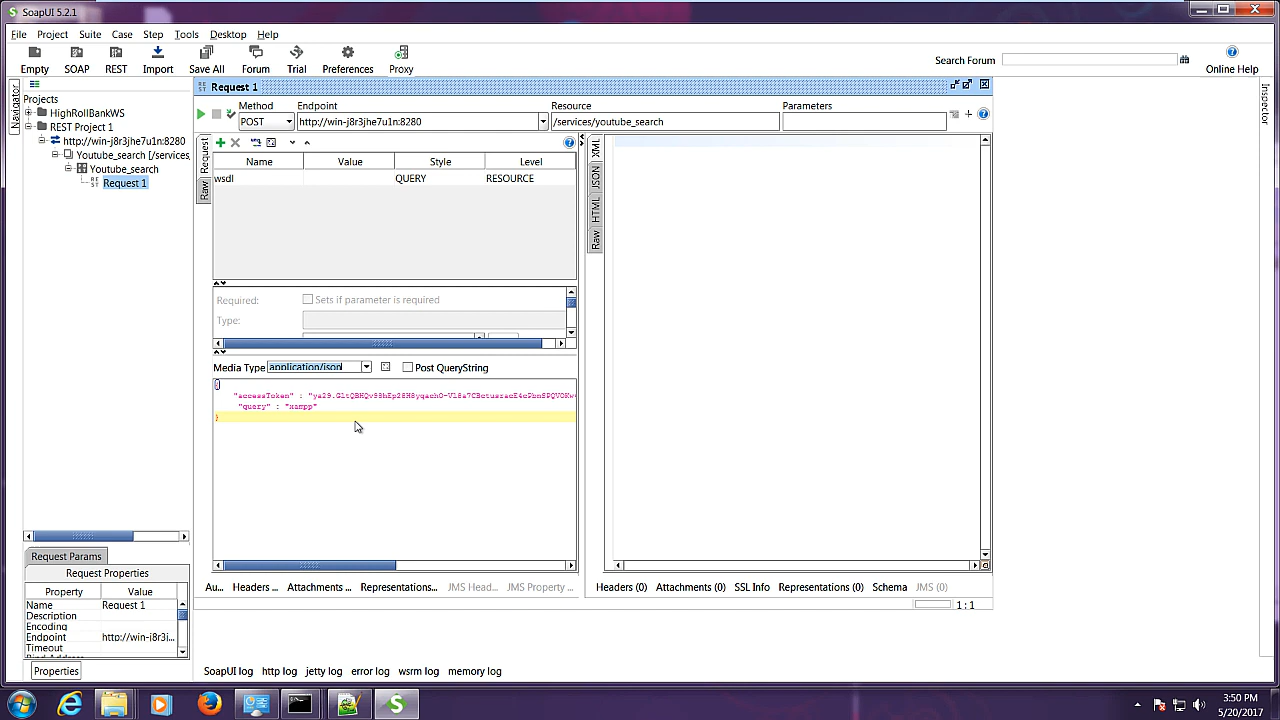 SoapUI 5.2.1
File Project Suite Case Step Tools Desktop Help
Empty SOAP REST Import Save All Forum Trial Preferences Proxy
Search Forum
Online Help
Navigator
Projects
HighRollBankWS
REST Project 1
http://win-j8r3jhe7u1n:8280
Youtube_search [/services,
Youtube_search
REST
Request 1
Request 1
Method Endpoint Resource Parameters
POST http://win-j8r3jhe7u1n:8280 /services/youtube_search
Request
Raw
Name Value Style Level
wsdl QUERY RESOURCE
Required: Sets if parameter is required
Type:
Media Type application/json Post QueryString
{
"accessToken" :
"query" : "xampp"
}
Au... Headers ... Attachments ... Representations... JMS Head... JMS Property ...
XML
JSON
HTML
Raw
Headers (0) Attachments (0) SSL Info Representations (0) Schema JMS (0)
1:1
Inspector
Request Params
Request Properties
Property Value
Name Request 1
Description
Encoding
Endpoint http://win-j8r3j...
Timeout
Bind Address
Properties
SoapUI log http log jetty log error log wsrm log memory log
3:50 PM
5/20/2017